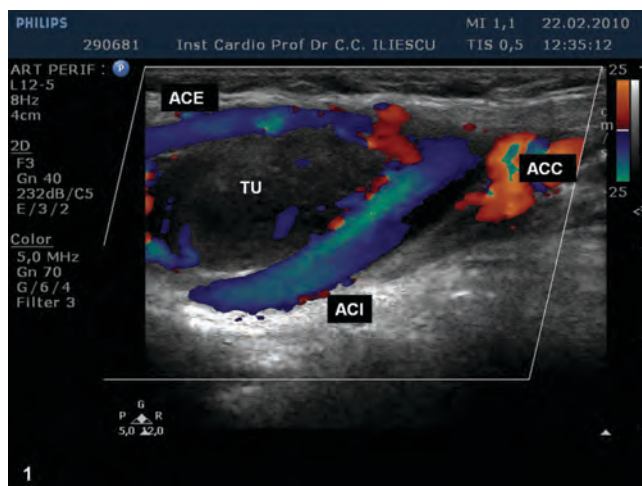 PHILIPS MI 1,1 22.02.2010
290681 Inst Cardio Prof Dr C.C. ILIESCU TIS 0,5 12:35:12
ART PERIF : P
L12-5
8Hz
4cm
2D
F3
Gn 40
232dB/C5
E/3/2
Color
5,0 MHz
Gn 70
G/6/4
Filter 3
ACE
TU
ACC
ACI
25
c
m
s
25
G
P R
5,0 12,0
1